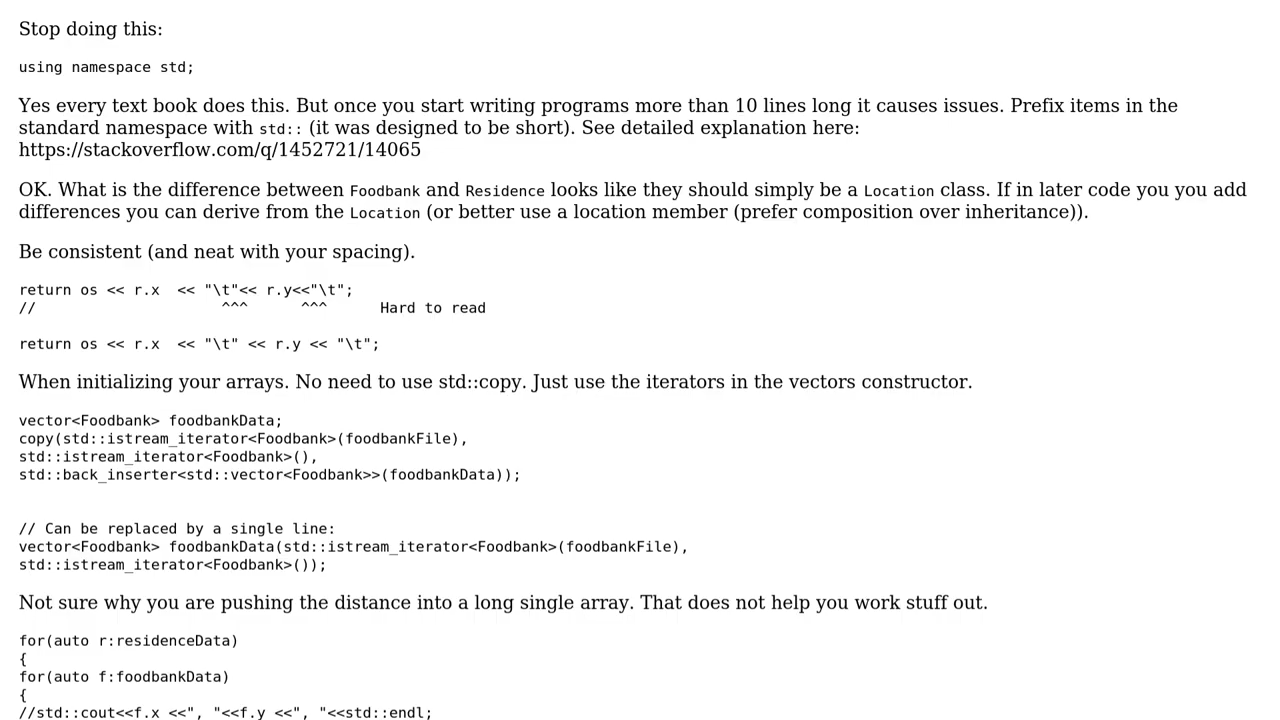 Stop doing this:
using namespace std;
Yes every text book does this. But once you start writing programs more than 10 lines long it causes issues. Prefix items in the
standard namespace with std:: (it was designed to be short). See detailed explanation here:
https://stackoverflow.com/q/1452721/14065
OK. What is the difference between Foodbank and Residence looks like they should simply be a Location class. If in later code you you add
differences you can derive from the Location (or better use a location member (prefer composition over inheritance)).
Be consistent (and neat with your spacing).
return os << r.x  << "\t"<< r.y<<"\t";
//                     ^^^      ^^^      Hard to read
return os << r.x  << "\t" << r.y << "\t";
When initializing your arrays. No need to use std::copy. Just use the iterators in the vectors constructor.
vector<Foodbank> foodbankData;
copy(std::istream_iterator<Foodbank>(foodbankFile),
std::istream_iterator<Foodbank>(),
std::back_inserter<std::vector<Foodbank>>(foodbankData));
// Can be replaced by a single line:
vector<Foodbank> foodbankData(std::istream_iterator<Foodbank>(foodbankFile),
std::istream_iterator<Foodbank>());
Not sure why you are pushing the distance into a long single array. That does not help you work stuff out.
for(auto r:residenceData)
{
for(auto f:foodbankData)
{
//std::cout<<f.x <<", "<<f.y <<", "<<std::endl;